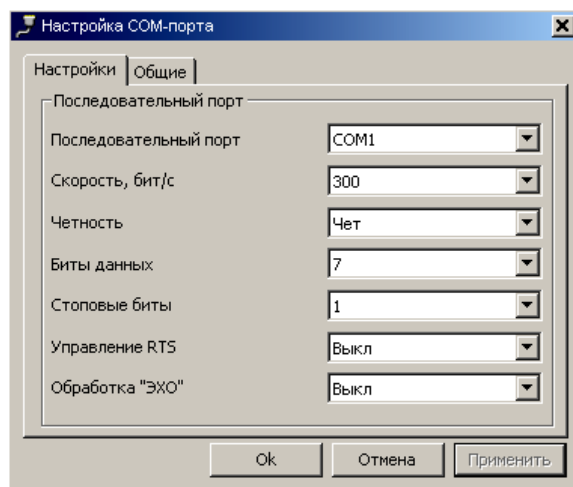 Настройка COM-порта
Настройки Общие
Последовательный порт
Последовательный порт COM1
Скорость, бит/с 300
Четность Чет
Биты данных 7
Стоповые биты 1
Управление RTS Выкл
Обработка "ЭХО" Выкл
Ok Отмена Применить